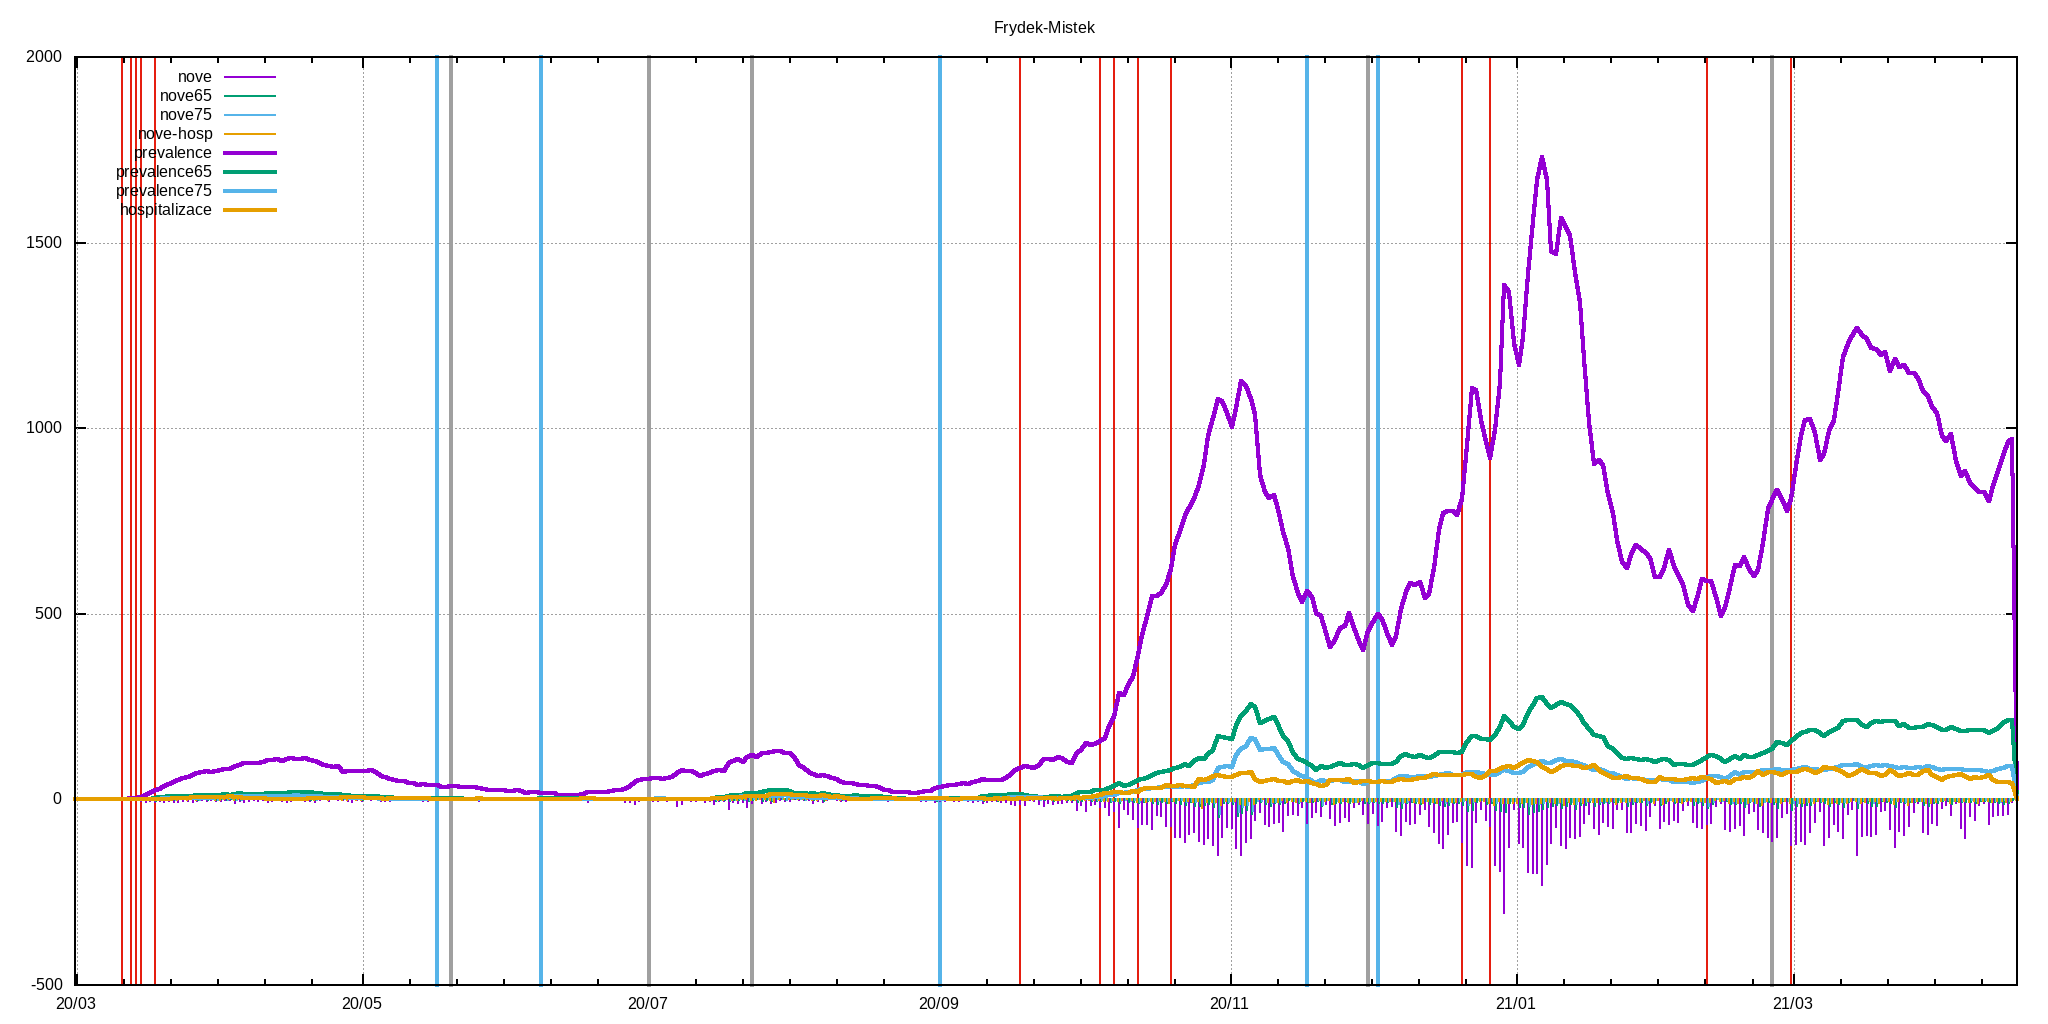 Frydek-Mistek
2000
1500
1000
500
0
-500
nove
nove65
nove75
nove-hosp
prevalence
prevalence65
prevalence75
hospitalizace
20/03 20/05 20/07 20/09 20/11 21/01 21/03